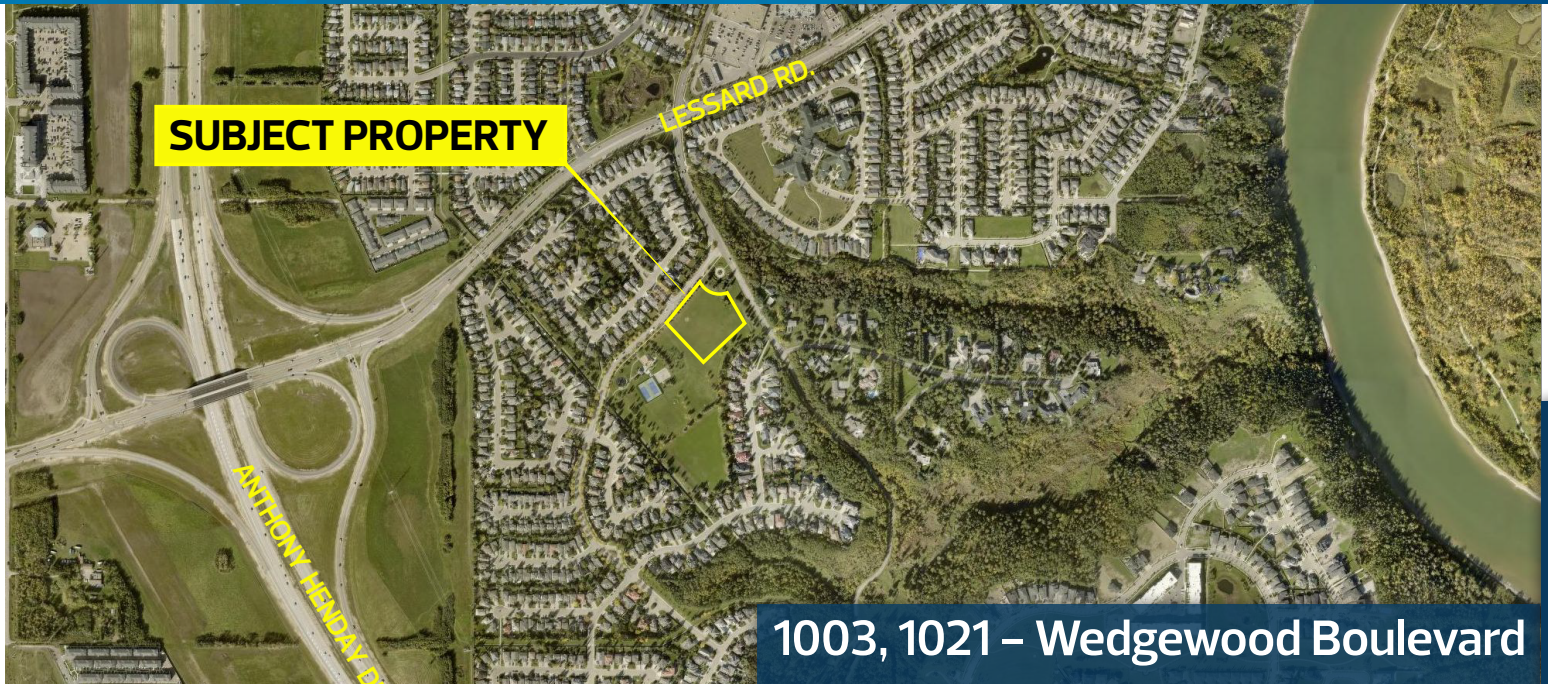 LESSARD RD.
SUBJECT PROPERTY
ANTHONY HENDAY
1003, 1021 – Wedgewood Boulevard